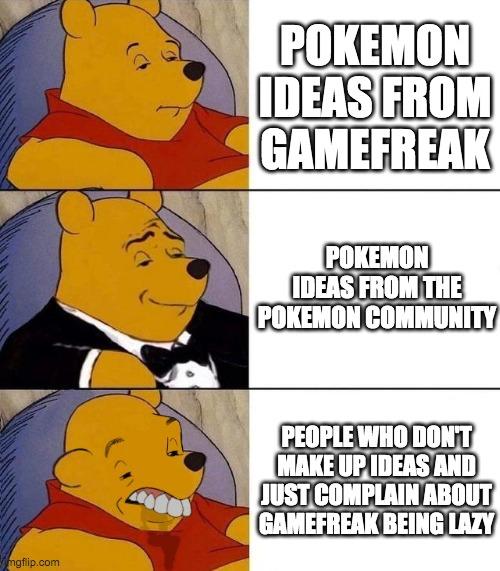 POKEMON
IDEAS FROM
GAMEFREAK
POKEMON
IDEAS FROM THE
POKEMON COMMUNITY
PEOPLE WHO DON'T
MAKE UP IDEAS AND
JUST COMPLAIN ABOUT
GAMEFREAK BEING LAZY
imgflip.com